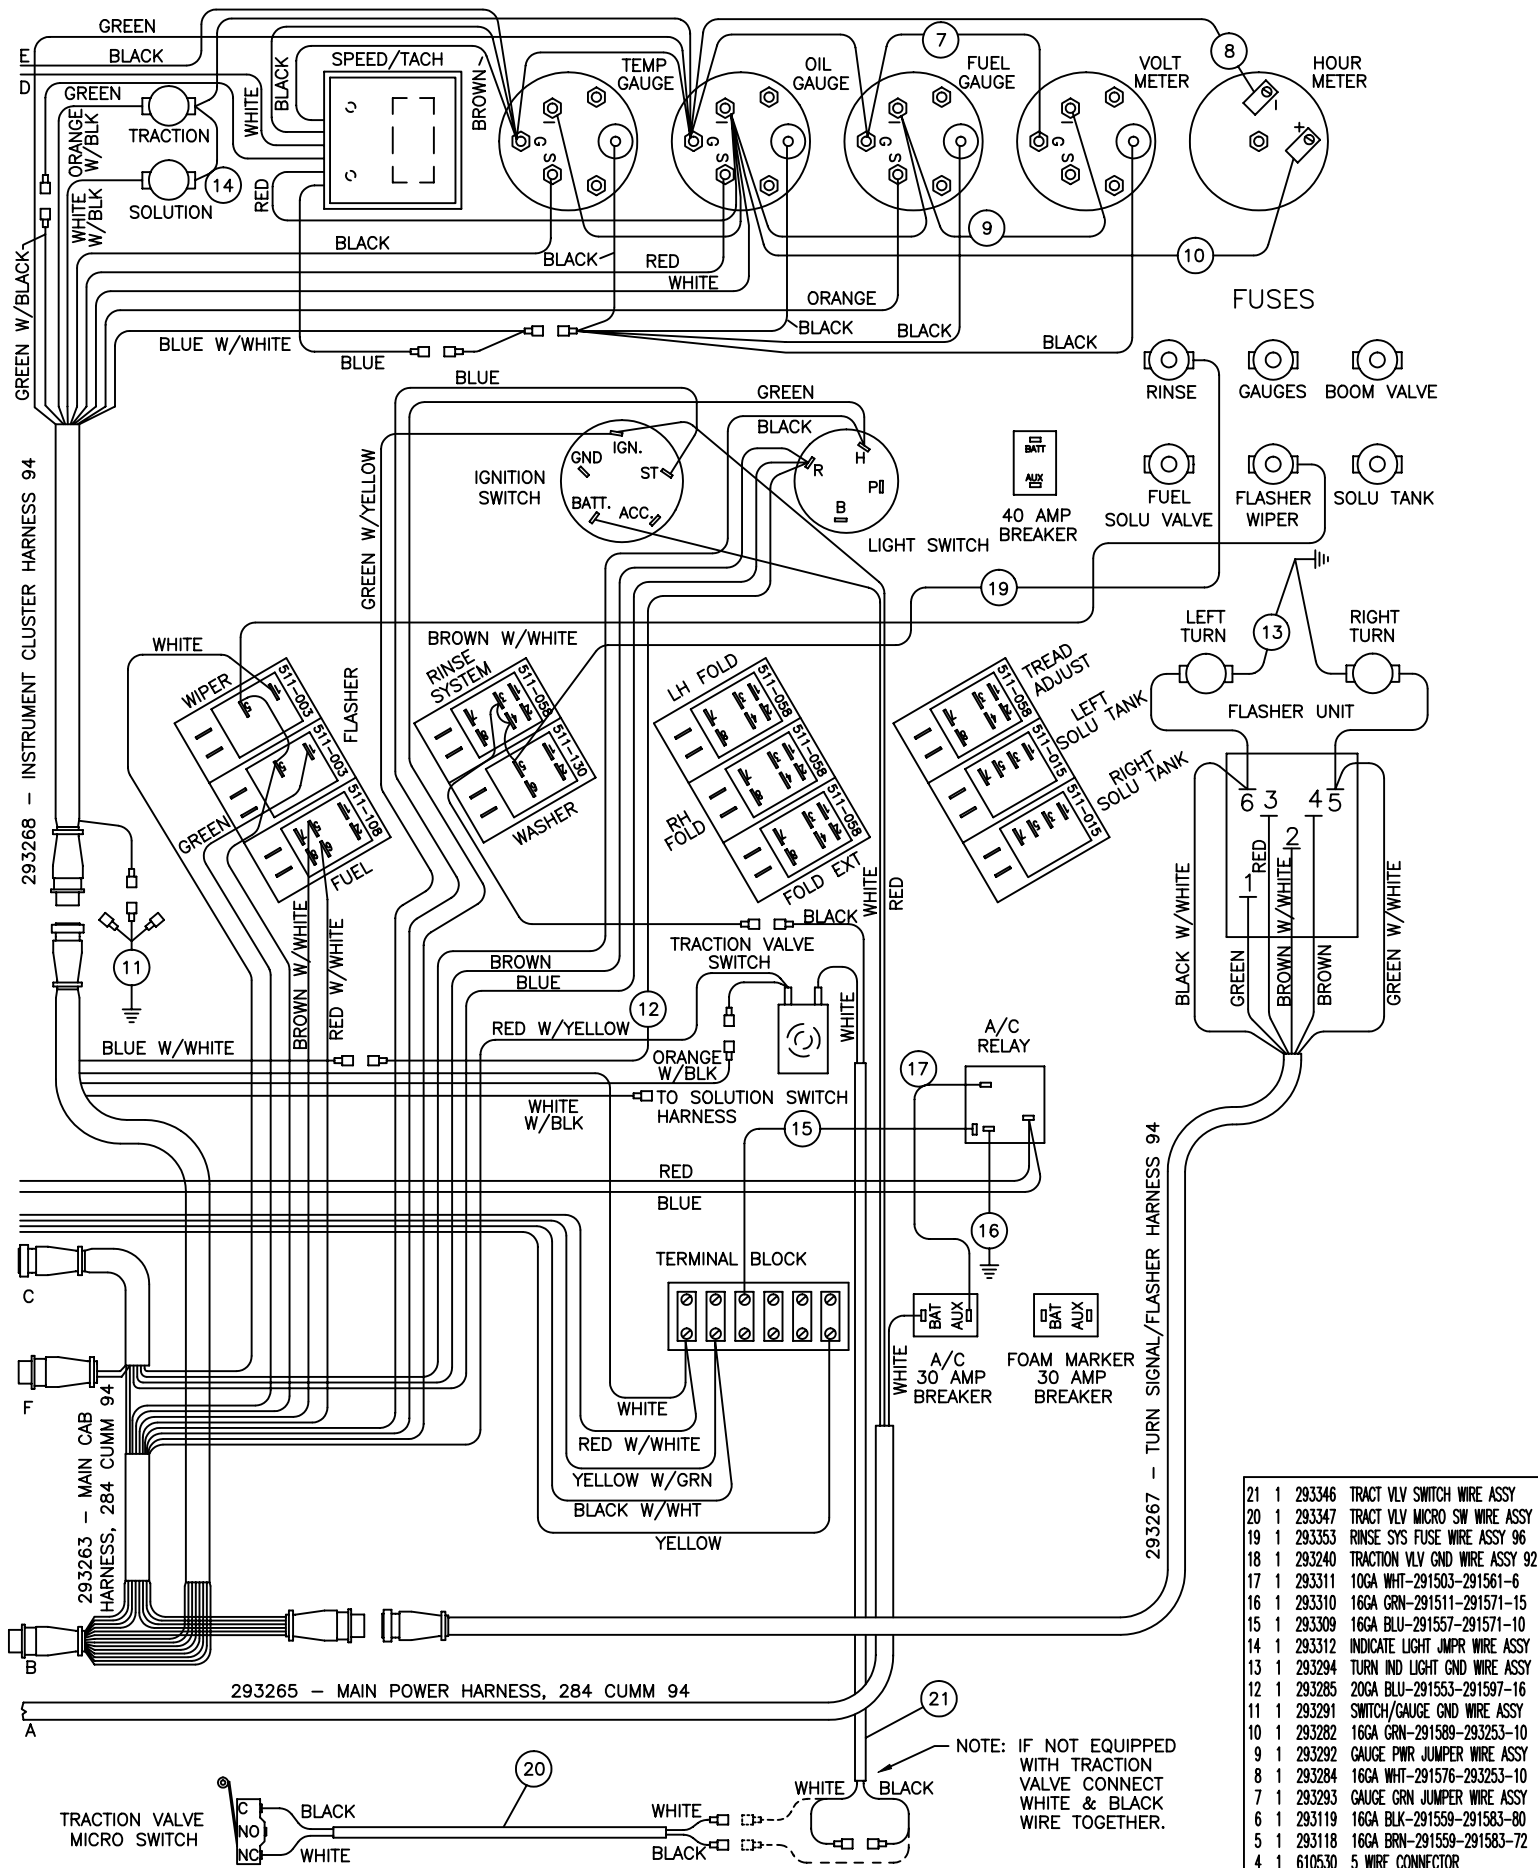 GREEN
E
BLACK
D
GREEN
ORANGE
W/BLK
TRACTION
SOLUTION
14
WHITE
W/BLK
WHITE
BLACK
SPEED/TACH
BROWN
RED
TEMP
GAUGE
OIL
GAUGE
7
FUEL
GAUGE
VOLT
METER
8
HOUR
METER
I
G
S
I
G
S
I
G
S
I
G
S
-
+
9
10
BLACK
BLACK
RED
WHITE
ORANGE
BLACK
BLACK
BLACK
GREEN W/BLACK
BLUE W/WHITE
BLUE
FUSES
RINSE
GAUGES
BOOM VALVE
FUEL
SOLU VALVE
FLASHER
WIPER
SOLU TANK
BLUE
GREEN
BLACK
IGNITION
SWITCH
IGN.
GND
ST
BATT.
ACC.
R
H
P
B
LIGHT SWITCH
BATT
AUX
40 AMP
BREAKER
GREEN W/YELLOW
293268 - INSTRUMENT CLUSTER HARNESS 94
19
LEFT
TURN
13
RIGHT
TURN
FLASHER UNIT
WHITE
WIPER
511-003
FLASHER
511-003
GREEN
511-108
FUEL
BROWN W/WHITE
RINSE
SYSTEM
511-058
511-130
WASHER
LH FOLD
511-058
RH
FOLD
511-058
511-058
FOLD EXT
TREAD
ADJUST
511-058
LEFT
SOLU TANK
511-015
RIGHT
SOLU TANK
511-015
6 3 4 5
2
1
RED
BLACK W/WHITE
GREEN
BROWN W/WHITE
BROWN
GREEN W/WHITE
WHITE
RED
11
BROWN W/WHITE
RED W/WHITE
BLACK
TRACTION VALVE
SWITCH
BROWN
BLUE
12
RED W/YELLOW
WHITE
BLUE W/WHITE
ORANGE
W/BLK
WHITE
W/BLK
TO SOLUTION SWITCH
HARNESS
A/C
RELAY
17
15
RED
BLUE
16
TERMINAL BLOCK
C
F
BAT
AUX
A/C
30 AMP
BREAKER
BAT
AUX
FOAM MARKER
30 AMP
BREAKER
WHITE
WHITE
RED W/WHITE
YELLOW W/GRN
BLACK W/WHT
YELLOW
293263 - MAIN CAB
HARNESS, 284 CUMM 94
293267 - TURN SIGNAL/FLASHER HARNESS 94
B
293265 - MAIN POWER HARNESS, 284 CUMM 94
A
21
NOTE: IF NOT EQUIPPED
WITH TRACTION
VALVE CONNECT
WHITE & BLACK
WIRE TOGETHER.
20
TRACTION VALVE
MICRO SWITCH
C
NO
NC
BLACK
WHITE
WHITE
BLACK
WHITE
BLACK
21 1 293346 TRACT VLV SWITCH WIRE ASSY
20 1 293347 TRACT VLV MICRO SW WIRE ASSY
19 1 293353 RINSE SYS FUSE WIRE ASSY 96
18 1 293240 TRACTION VLV GND WIRE ASSY 92
17 1 293311 10GA WHT-291503-291561-6
16 1 293310 16GA GRN-291511-291571-15
15 1 293309 16GA BLU-291557-291571-10
14 1 293312 INDICATE LIGHT JMPR WIRE ASSY
13 1 293294 TURN IND LIGHT GND WIRE ASSY
12 1 293285 20GA BLU-291553-291597-16
11 1 293291 SWITCH/GAUGE GND WIRE ASSY
10 1 293282 16GA GRN-291589-293253-10
9 1 293292 GAUGE PWR JUMPER WIRE ASSY
8 1 293284 16GA WHT-291576-293253-10
7 1 293293 GAUGE GRN JUMPER WIRE ASSY
6 1 293119 16GA BLK-291559-291583-80
5 1 293118 16GA BRN-291559-291583-72
4 1 610530 5 WIRE CONNECTOR